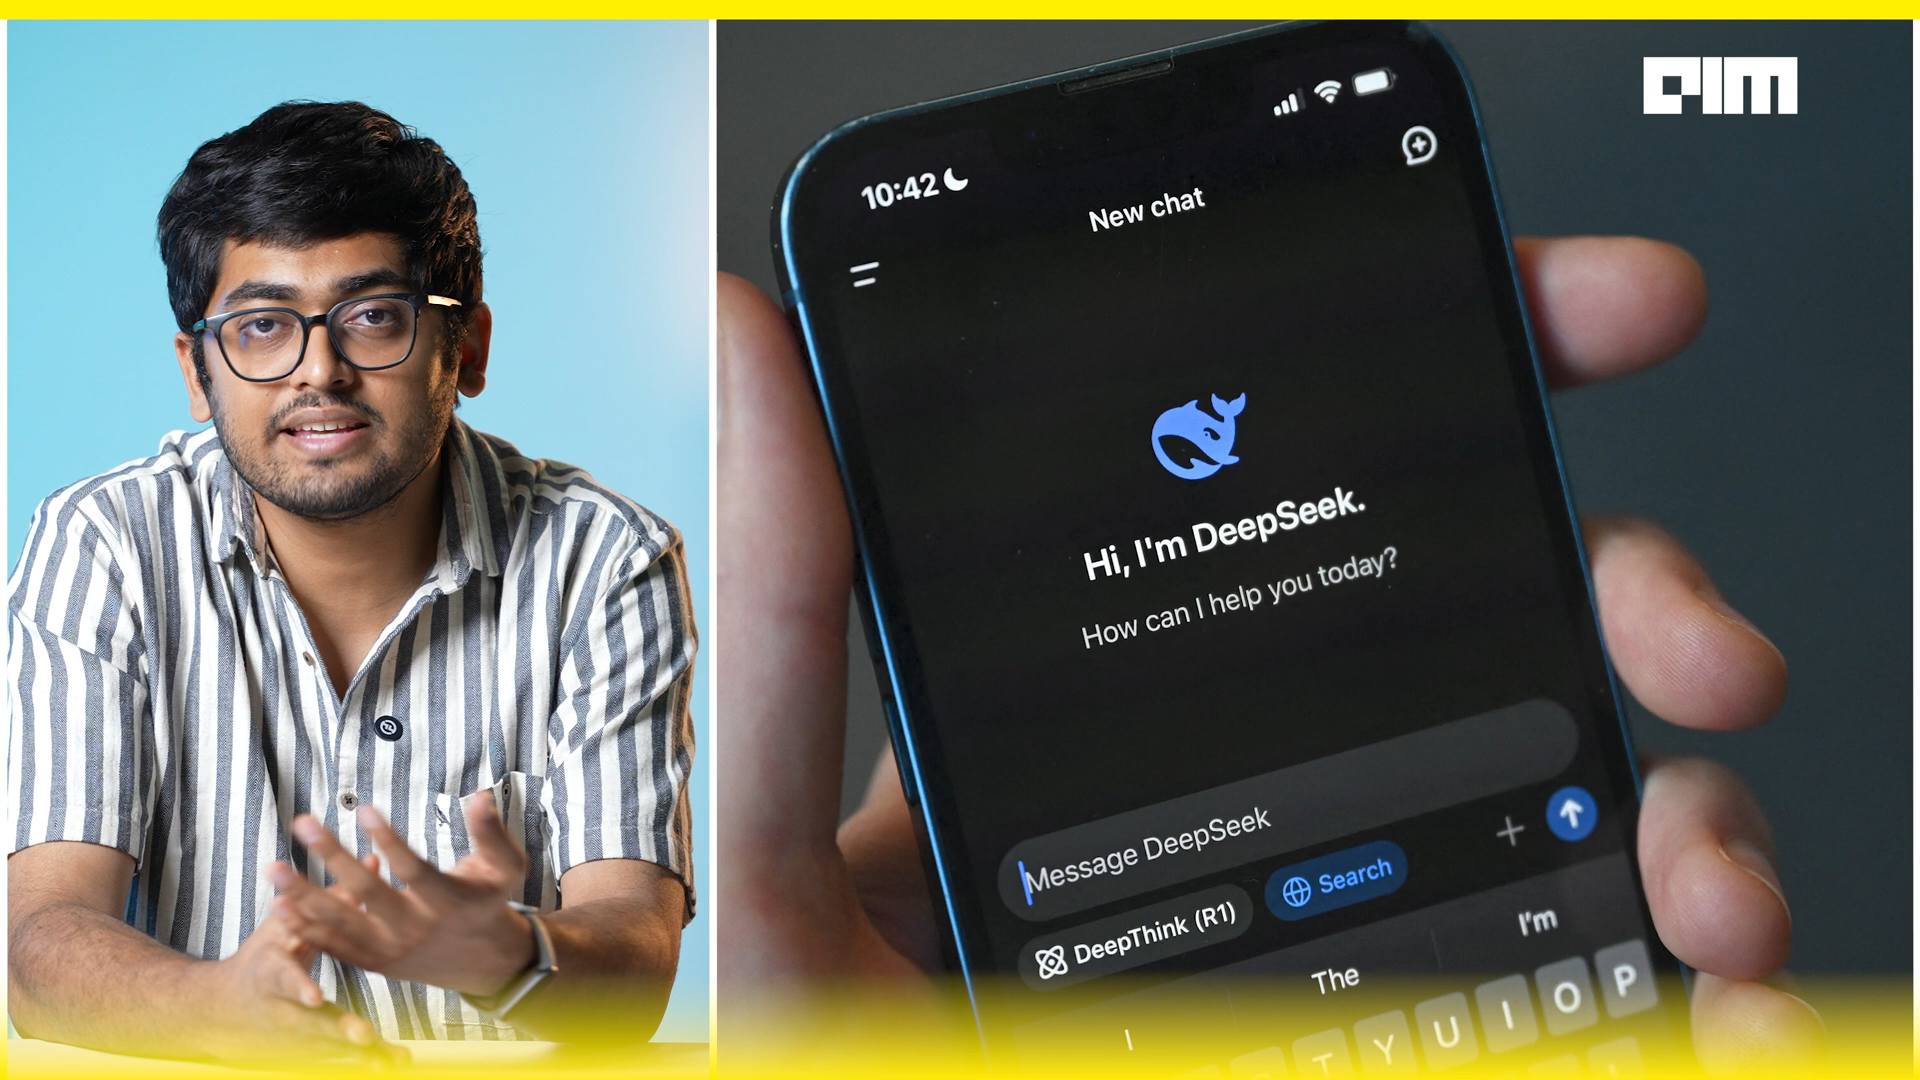 AIM
10:42
New chat
Hi, I'm DeepSeek.
How can I help you today?
Message DeepSeek
DeepThink (R1)
Search
I
The
I'm
T Y U I O P